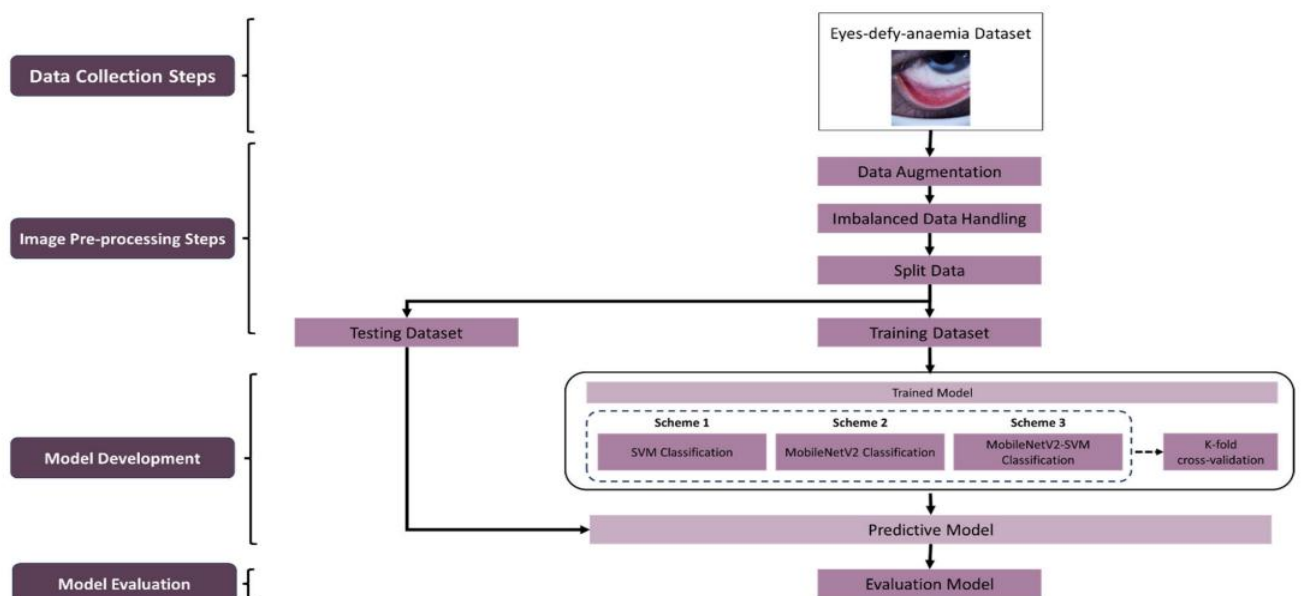 Eyes-defy-anaemia Dataset
Data Collection Steps
Data Augmentation
Imbalanced Data Handling
Image Pre-processing Steps
Split Data
Testing Dataset
Training Dataset
Trained Model
Scheme 1
Scheme 2
Scheme 3
SVM Classification
MobileNetV2 Classification
MobileNetV2-SVM
Classification
K-fold
cross-validation
Model Development
Predictive Model
Model Evaluation
Evaluation Model